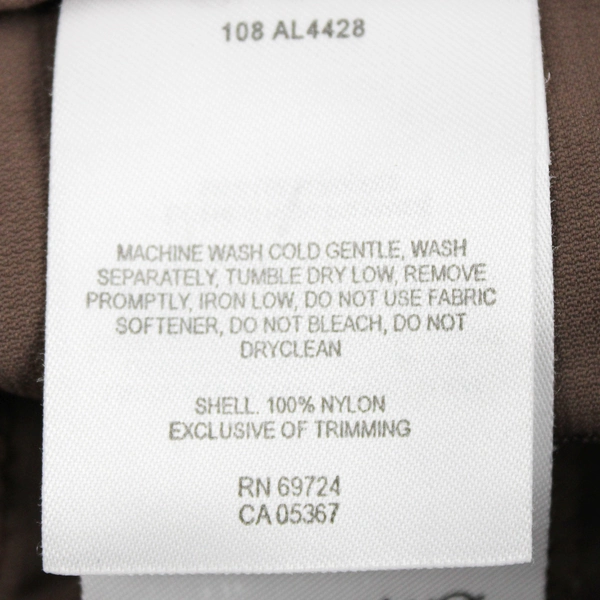 108 AL4428
MACHINE WASH COLD GENTLE, WASH
SEPARATELY, TUMBLE DRY LOW, REMOVE
PROMPTLY, IRON LOW, DO NOT USE FABRIC
SOFTENER, DO NOT BLEACH, DO NOT
DRYCLEAN
SHELL. 100% NYLON
EXCLUSIVE OF TRIMMING
RN 69724
CA 05367